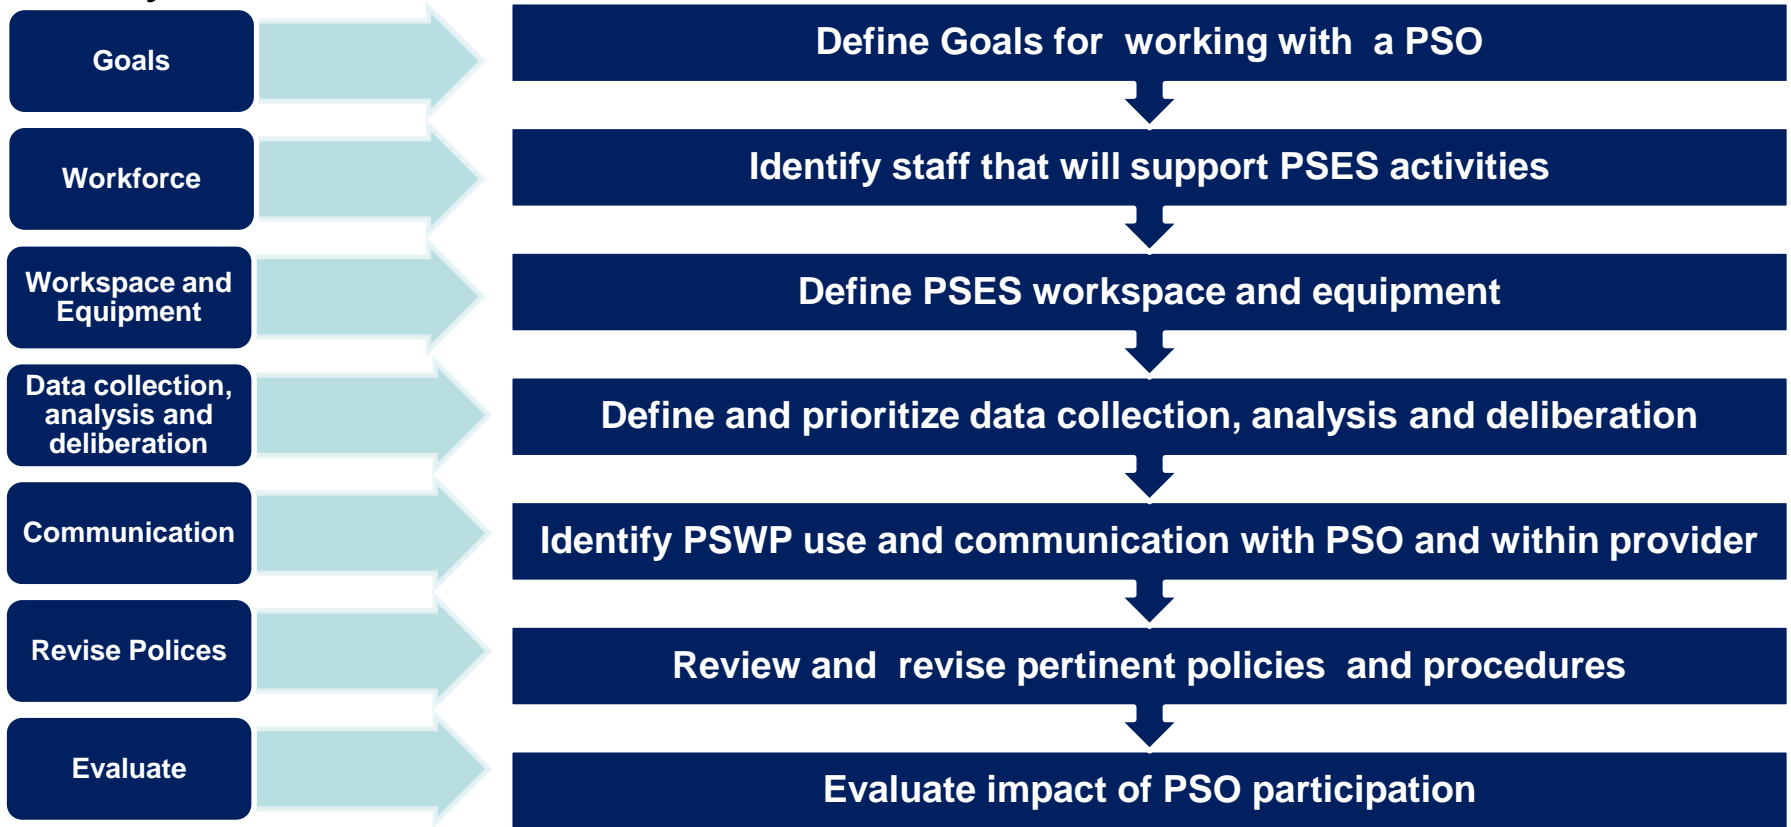 Goals
Define Goals for working with a PSO
Workforce
Identify staff that will support PSES activities
Workspace and
Equipment
Define PSES workspace and equipment
Data collection,
analysis and
deliberation
Define and prioritize data collection, analysis and deliberation
Communication
Identify PSWP use and communication with PSO and within provider
Revise Polices
Review and revise pertinent policies and procedures
Evaluate
Evaluate impact of PSO participation